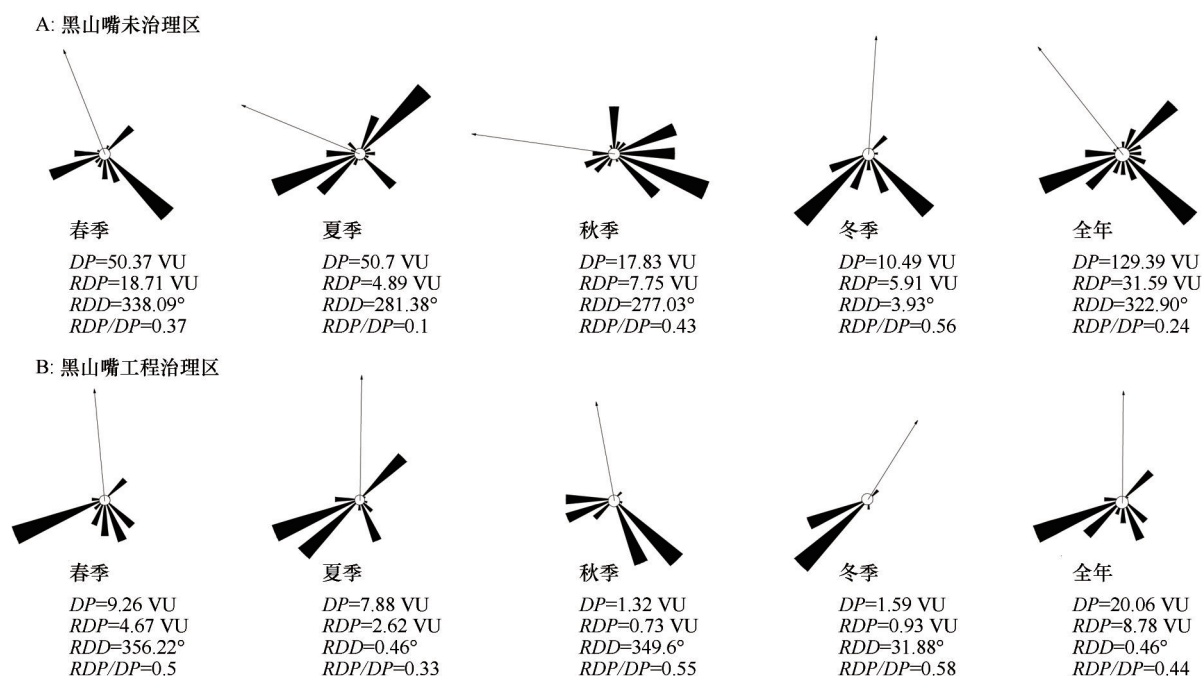 A: 黑山嘴未治理区
春季 夏季 秋季 冬季 全年
DP=50.37 VU DP=50.7 VU DP=17.83 VU DP=10.49 VU DP=129.39 VU
RDP=18.71 VU RDP=4.89 VU RDP=7.75 VU RDP=5.91 VU RDP=31.59 VU
RDD=338.09° RDD=281.38° RDD=277.03° RDD=3.93° RDD=322.90°
RDP/DP=0.37 RDP/DP=0.1 RDP/DP=0.43 RDP/DP=0.56 RDP/DP=0.24
B: 黑山嘴工程治理区
春季 夏季 秋季 冬季 全年
DP=9.26 VU DP=7.88 VU DP=1.32 VU DP=1.59 VU DP=20.06 VU
RDP=4.67 VU RDP=2.62 VU RDP=0.73 VU RDP=0.93 VU RDP=8.78 VU
RDD=356.22° RDD=0.46° RDD=349.6° RDD=31.88° RDD=0.46°
RDP/DP=0.5 RDP/DP=0.33 RDP/DP=0.55 RDP/DP=0.58 RDP/DP=0.44